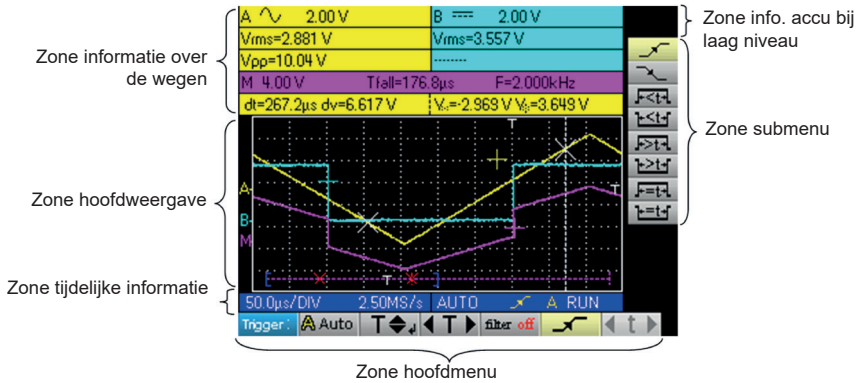 Zone informatie over
de wegen
A 2.00 V
B 2.00 V
Vrms=2.881 V
Vrms=3.557 V
Vpp=10.04 V
--------
M 4.00 V Tfall=176.8µs F=2.000kHz
dt=267.2µs dv=6.617 V
=-2.969 V =3.649 V
Zone info. accu bij
laag niveau
Zone submenu
<t
<t
>t
>t
=t
=t
Zone hoofdweergave
T
A
B
M
T
T
Zone tijdelijke informatie
50.0µs/DIV 2.50MS/s AUTO A RUN
Trigger: A Auto T T filter off t
Zone hoofdmenu